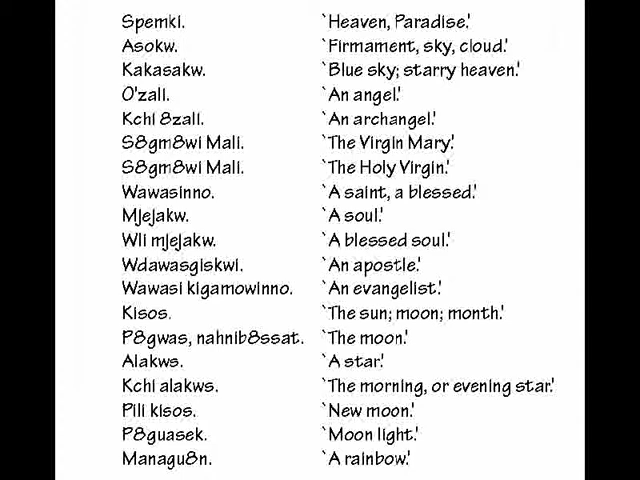 Spemki. `Heaven, Paradise.'
Asokw. `Firmament, sky, cloud.'
Kakasakw. `Blue sky; starry heaven.'
O'zali. `An angel.'
Kchi 8zali. `An archangel.'
S8gm8wi Mali. `The Virgin Mary.'
S8gm8wi Mali. `The Holy Virgin.'
Wawasinno. `A saint, a blessed.'
Mjejakw. `A soul.'
Wli mjejakw. `A blessed soul.'
Wdawasgiskwi. `An apostle.'
Wawasi kigamowinno. `An evangelist.'
Kisos. `The sun; moon; month.'
P8gwas, nahnib8ssat. `The moon.'
Alakws. `A star.'
Kchi alakws. `The morning, or evening star.'
Pili kisos. `New moon.'
P8guasek. `Moon light.'
Managu8n. `A rainbow.'